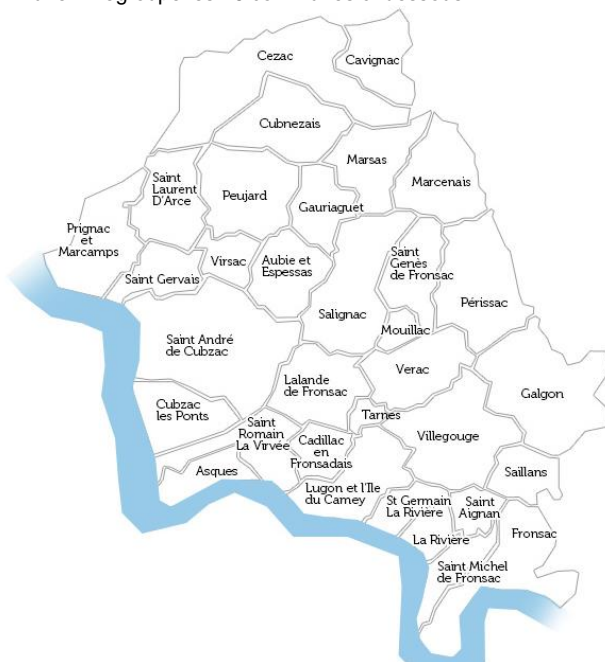 Cezac
Cavignac
Cubnezais
Marsas
Marcenais
Saint
Laurent
D'Arce
Peujard
Gauriaguet
Prignac
et
Marcamps
Saint Gervais
Virsac
Aubie et
Espessas
Saint
Genès
de Fronsac
Salignac
Périssac
Mouillac
Saint André
de Cubzac
Verac
Lalande
de Fronsac
Galgon
Cubzac
les Ponts
Tarnes
Saint
Romain
La Virvée
Cadillac
en
Fronsadais
Villegouge
Asques
Saillans
Lugon et l'Ile
du Carney
St Germain
La Rivière
Saint
Aignan
Fronsac
La Rivière
Saint Michel
de Fronsac